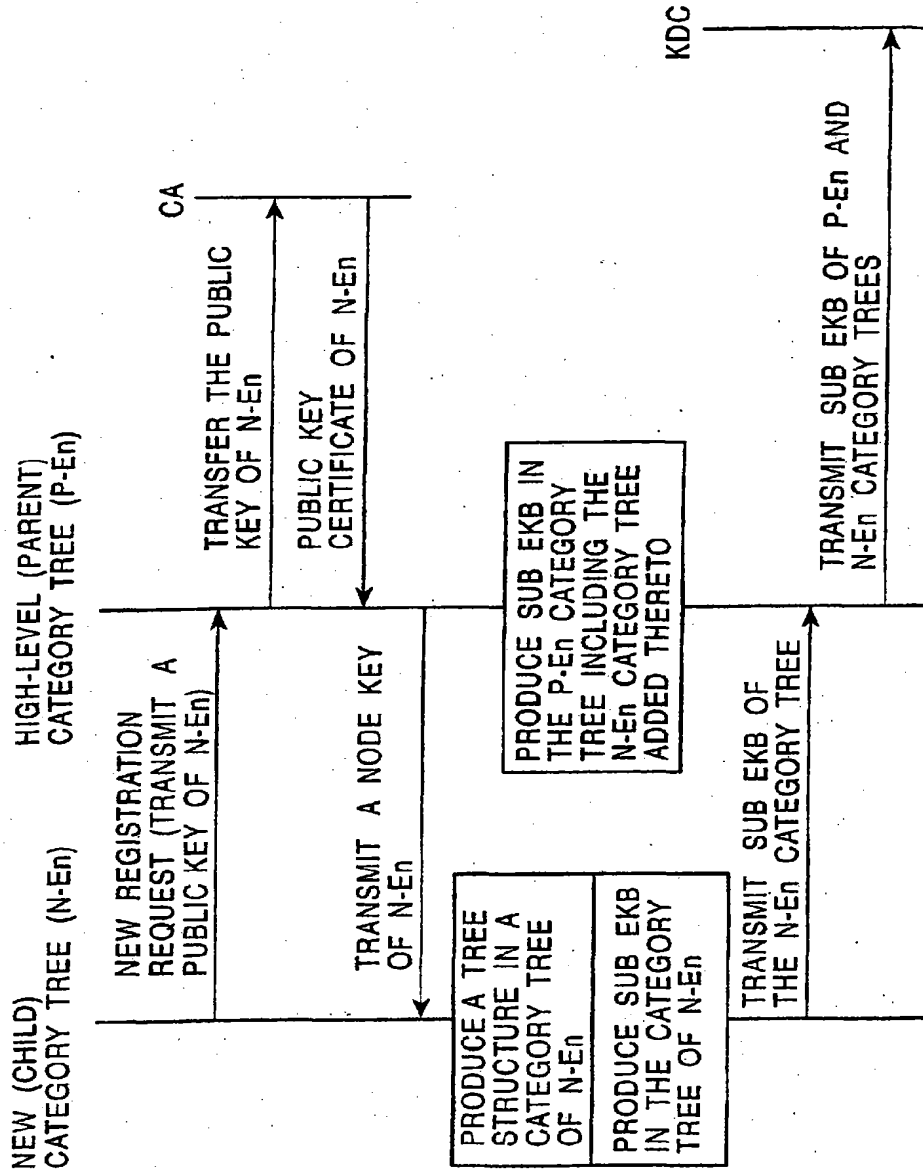 NEW (CHILD)
CATEGORY TREE (N-En)
HIGH-LEVEL (PARENT)
CATEGORY TREE (P-En)
CA
KDC
NEW REGISTRATION
REQUEST (TRANSMIT A
PUBLIC KEY OF N-En)
TRANSFER THE PUBLIC
KEY OF N-En
PUBLIC KEY
CERTIFICATE OF N-En
TRANSMIT A NODE KEY
OF N-En
PRODUCE A TREE
STRUCTURE IN A
CATEGORY TREE
OF N-En
PRODUCE SUB EKB
IN THE CATEGORY
TREE OF N-En
PRODUCE SUB EKB IN
THE P-En CATEGORY
TREE INCLUDING THE
N-En CATEGORY TREE
ADDED THERETO
TRANSMIT SUB EKB OF
THE N-En CATEGORY TREE
TRANSMIT SUB EKB OF P-En AND
N-En CATEGORY TREES